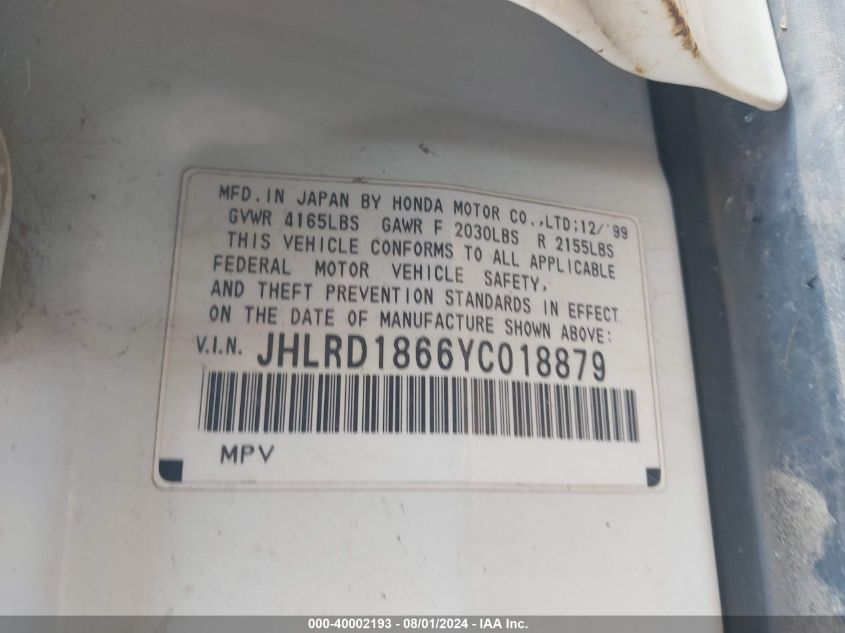 MFD. IN JAPAN BY HONDA MOTOR CO., LTD; 12/'99
GVWR 4165LBS GAWR F 2030LBS R 2155LBS
THIS VEHICLE CONFORMS TO ALL APPLICABLE
FEDERAL MOTOR VEHICLE SAFETY,
AND THEFT PREVENTION STANDARDS IN EFFECT
ON THE DATE OF MANUFACTURE SHOWN ABOVE:
V.I.N. JHLRD1866YC018879
MPV
000-40002193 - 08/01/2024 - IAA Inc.